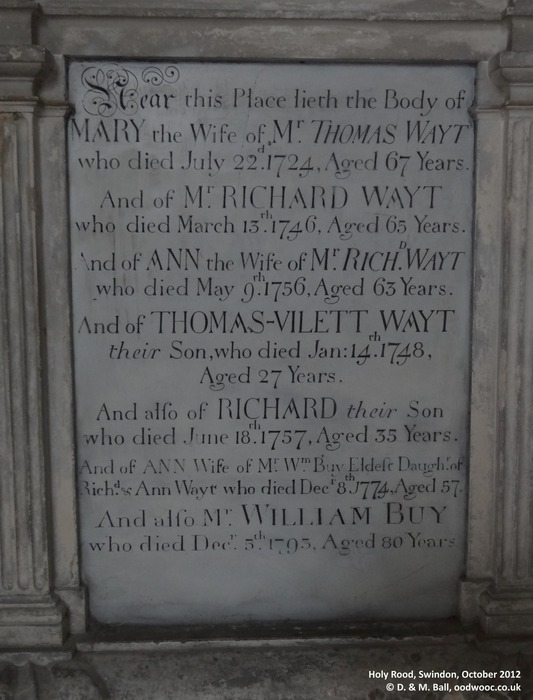 Near this Place lieth the Body of
MARY the Wife of Mr. THOMAS WAYT
who died July 22d. 1724, Aged 67 Years.
And of Mr. RICHARD WAYT
who died March 13th. 1746, Aged 65 Years.
And of ANN the Wife of Mr. RICHD. WAYT
who died May 9th. 1756, Aged 63 Years.
And of THOMAS-VILETT WAYT
their Son, who died Jan: 14th. 1748,
Aged 27 Years.
And alſo of RICHARD their Son
who died June 18th. 1757, Aged 35 Years.
And of ANN Wife of Mr. Wm. Buy Eldeſt Daughr. of
Richd. & Ann Wayt who died Decr. 8th. 1774, Aged 57.
And alſo Mr. WILLIAM BUY
who died Decr. 5th. 1793, Aged 80 Years
Holy Rood, Swindon, October 2012
© D. & M. Ball, oodwooc.co.uk